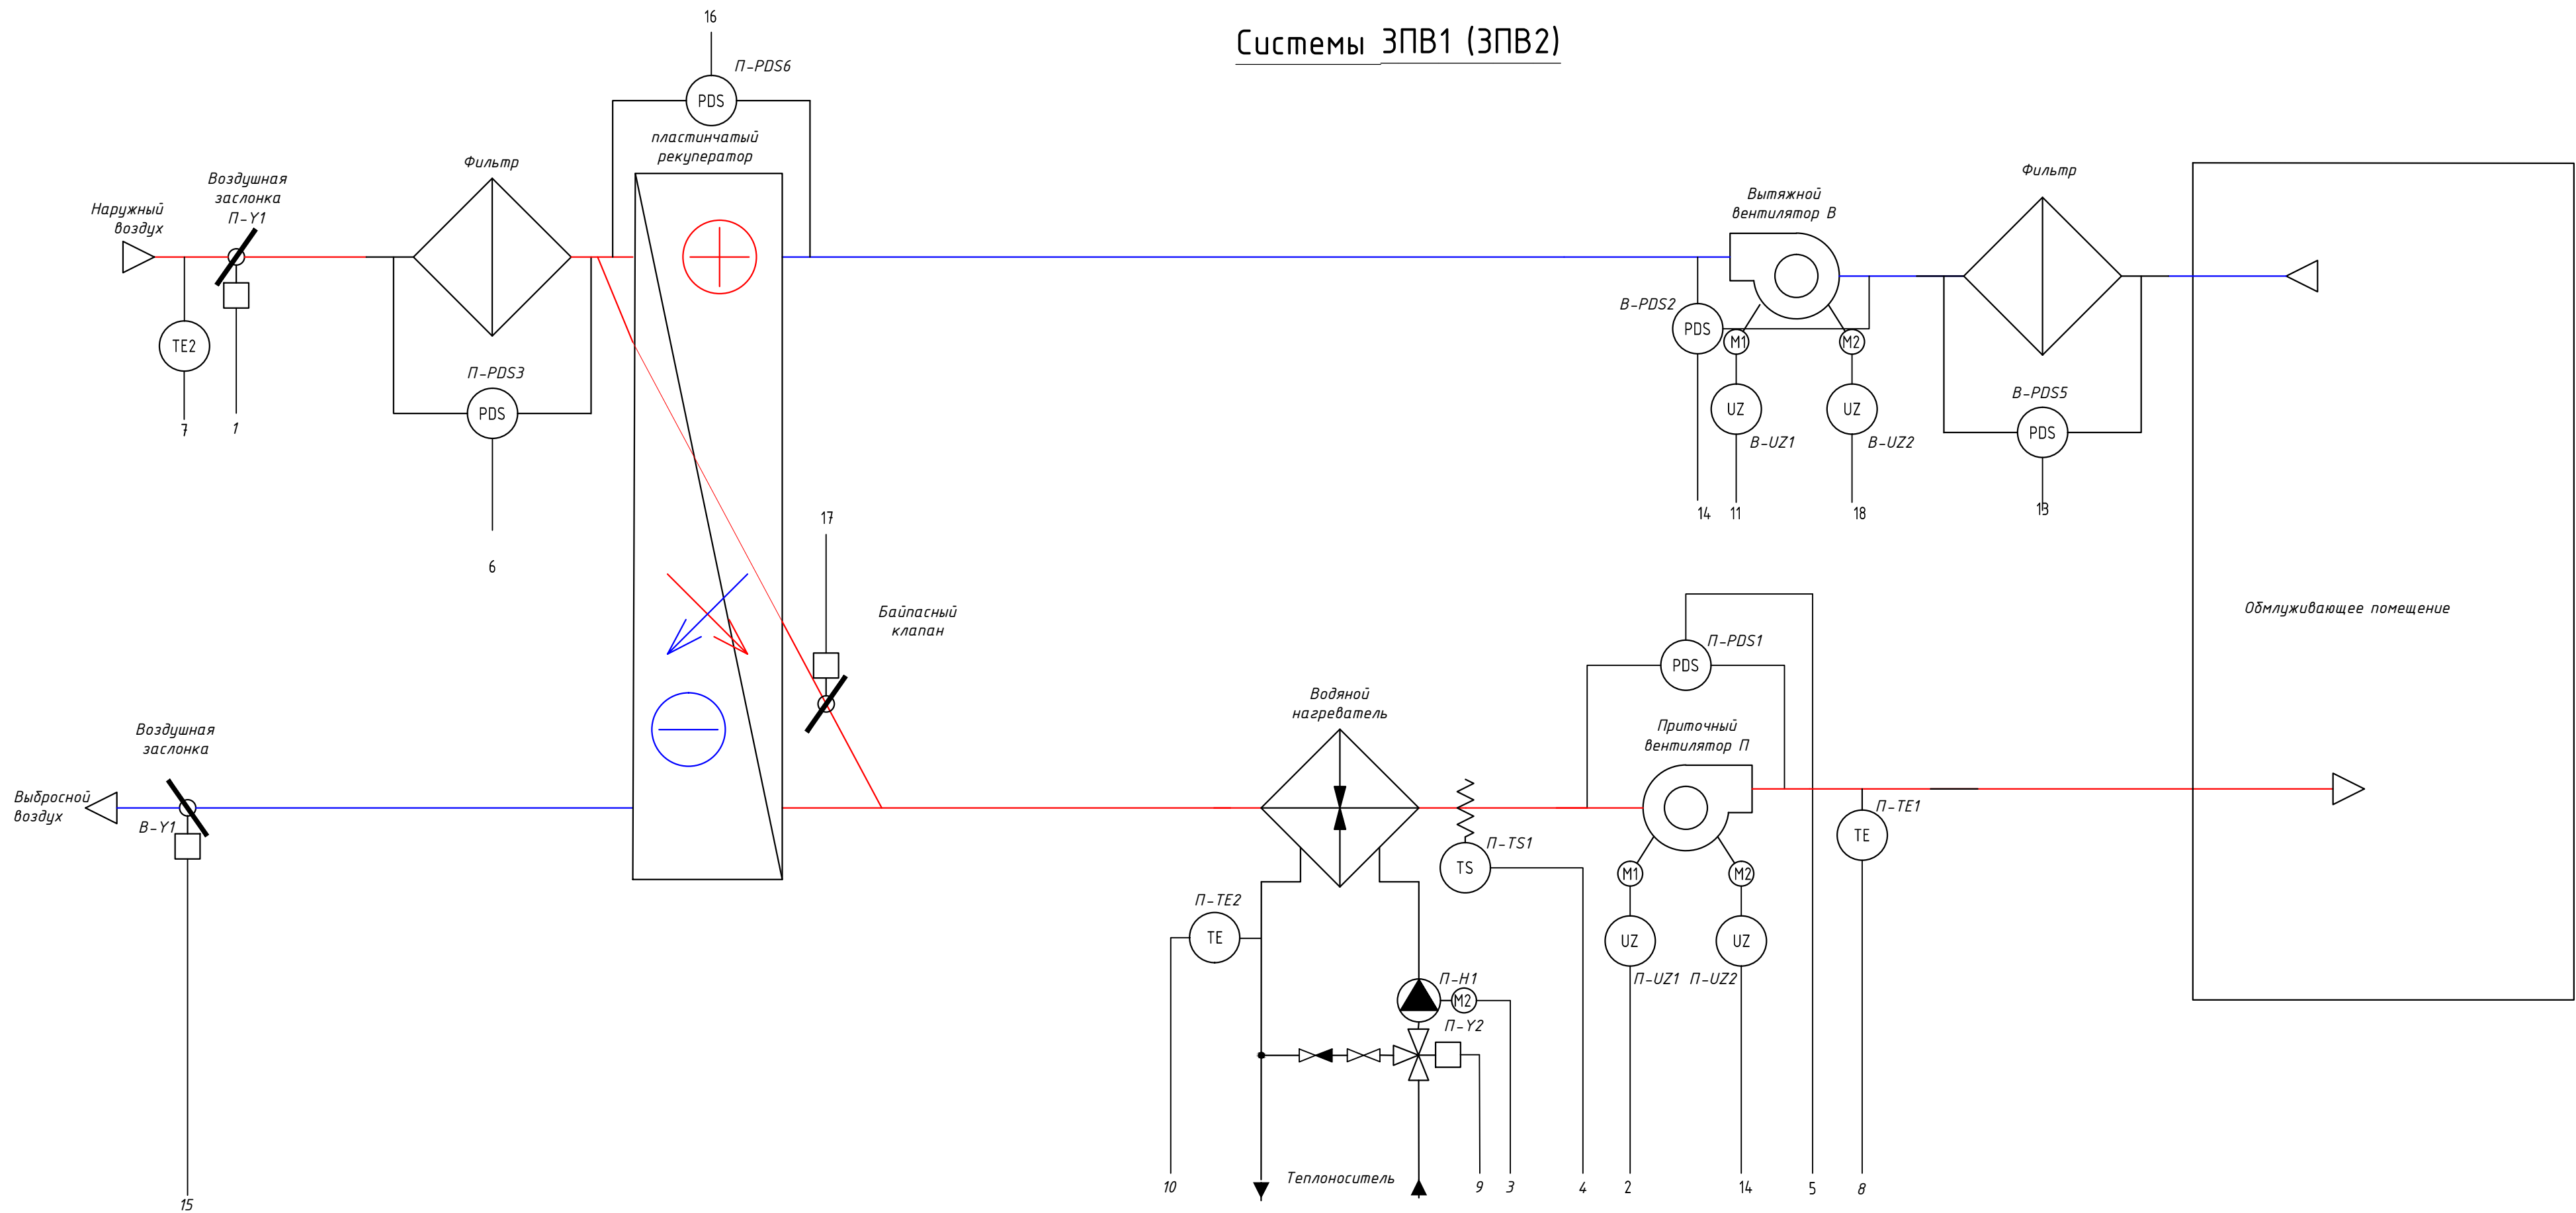 Системы ЗПВ1 (ЗПВ2)
16
П-PDS6
PDS
пластинчатый
рекуператор
Фильтр
Воздушная
заслонка
П-Y1
Наружный
воздух
TE2
7
1
П-PDS3
PDS
6
Вытяжной
вентилятор В
Фильтр
В-PDS2
PDS
M1
M2
UZ
UZ
В-UZ1
В-UZ2
14
11
18
В-PDS5
PDS
13
17
Байпасный
клапан
Обмлуживающее помещение
Воздушная
заслонка
Выбросной
воздух
В-Y1
15
Водяной
нагреватель
П-PDS1
PDS
Приточный
вентилятор П
П-TS1
TS
П-TE1
TE
M1
M2
UZ
UZ
П-UZ1
П-UZ2
П-TE2
TE
П-Н1
M2
П-Y2
Теплоноситель
10
9
3
4
2
14
5
8